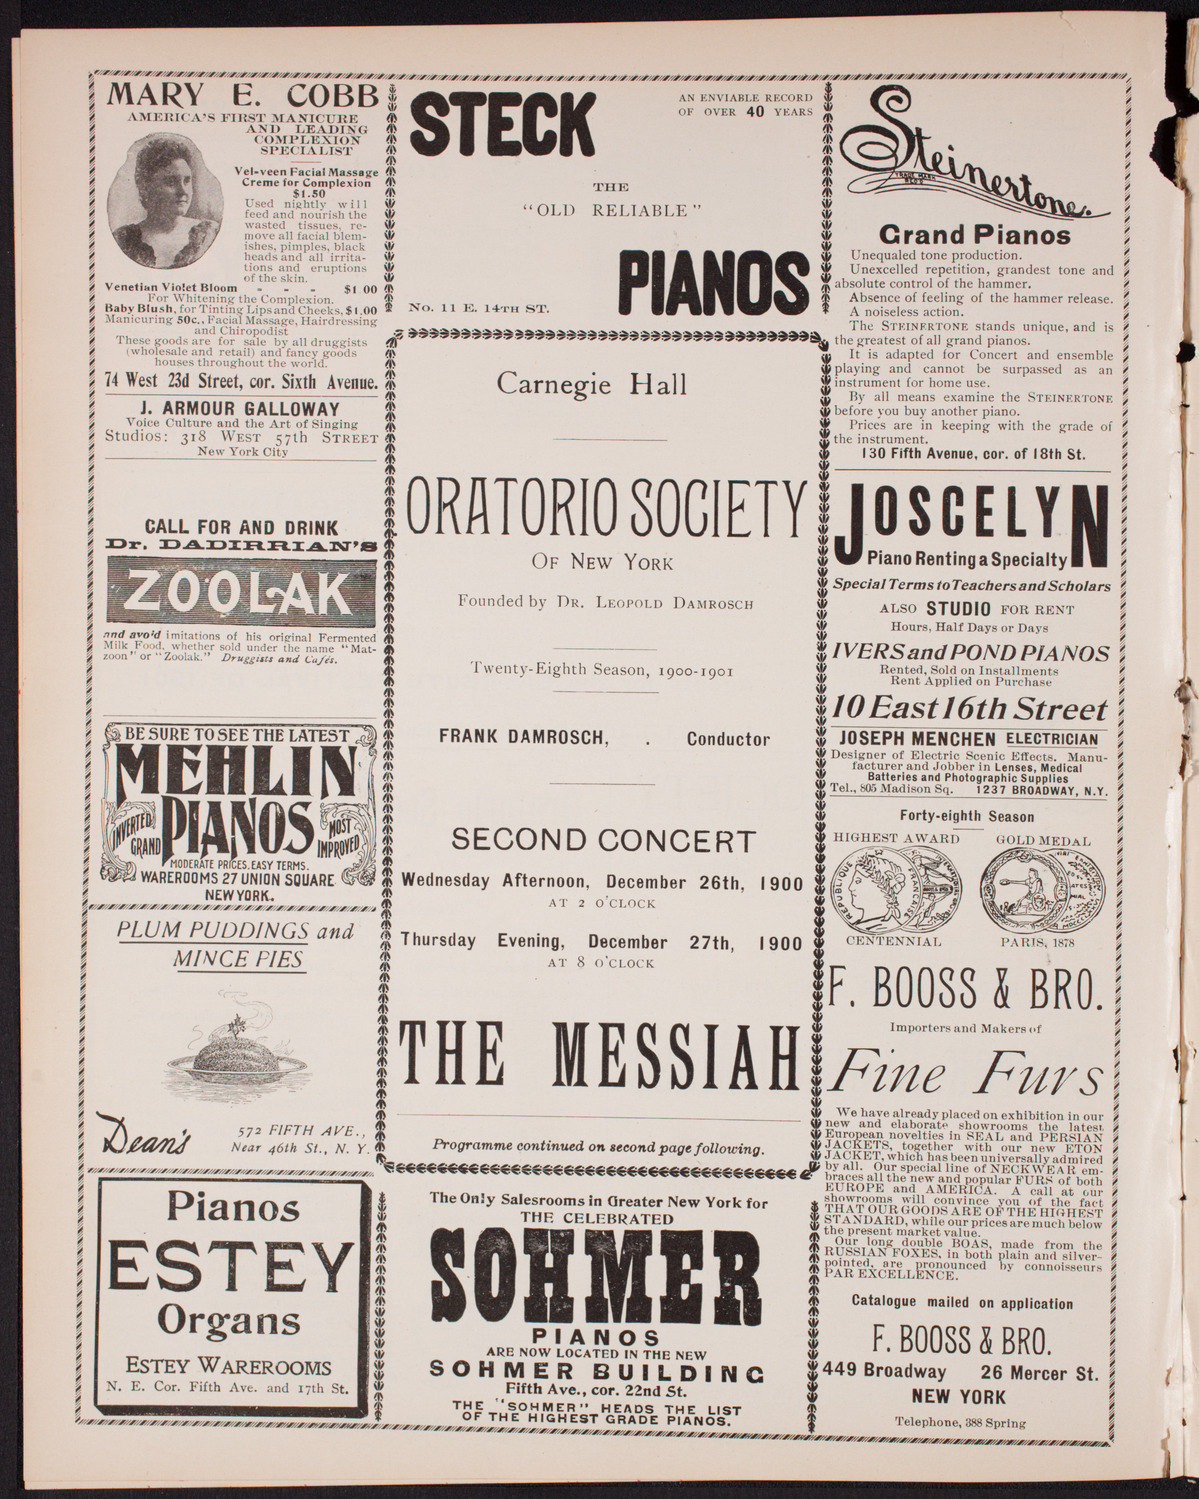 MARY E. COBB
AMERICA'S FIRST MANICURE
AND LEADING
COMPLEXION
SPECIALIST
Vel-veen Facial Massage
Creme for Complexion
$1.50
Used nightly will
feed and nourish the
wasted tissues, re-
move all facial blem-
ishes, pimples, black
heads and all irrita-
tions and eruptions
of the skin.
Venetian Violet Bloom - - - $1.00
For Whitening the Complexion.
Baby Blush, for Tinting Lips and Cheeks, $1.00
Manicuring 50c., Facial Massage, Hairdressing
and Chiropodist
These goods are for sale by all druggists
(wholesale and retail) and fancy goods
houses throughout the world.
74 West 23d Street, cor. Sixth Avenue.
J. ARMOUR GALLOWAY
Voice Culture and the Art of Singing
Studios: 318 WEST 57th STREET
New York City
CALL FOR AND DRINK
Dr. DADIRRIAN'S
ZOOLAK
and avoid imitations of his original Fermented
Milk Food, whether sold under the name "Mat-
zoon" or "Zoolak." Druggists and Cafés.
BE SURE TO SEE THE LATEST
MEHLIN
PIANOS
INVERTED
GRAND
MOST
IMPROVED
MODERATE PRICES, EASY TERMS.
WAREROOMS 27 UNION SQUARE
NEW YORK.
PLUM PUDDINGS and
MINCE PIES
Dean's
572 FIFTH AVE.,
Near 46th St., N. Y.
Pianos
ESTEY
Organs
ESTEY WAREROOMS
N. E. Cor. Fifth Ave. and 17th St.
STECK
AN ENVIABLE RECORD
OF OVER 40 YEARS
THE
"OLD RELIABLE"
PIANOS
No. 11 E. 14TH ST.
Carnegie Hall
ORATORIO SOCIETY
OF NEW YORK
Founded by DR. LEOPOLD DAMROSCH
Twenty-Eighth Season, 1900-1901
FRANK DAMROSCH, . Conductor
SECOND CONCERT
Wednesday Afternoon, December 26th, 1900
AT 2 O'CLOCK
Thursday Evening, December 27th, 1900
AT 8 O'CLOCK
THE MESSIAH
Programme continued on second page following.
The Only Salesrooms in Greater New York for
THE CELEBRATED
SOHMER
PIANOS
ARE NOW LOCATED IN THE NEW
SOHMER BUILDING
Fifth Ave., cor. 22nd St.
THE "SOHMER" HEADS THE LIST
OF THE HIGHEST GRADE PIANOS.
Steinertone.
TRADE MARK
REG'D
Grand Pianos
Unequaled tone production.
Unexcelled repetition, grandest tone and
absolute control of the hammer.
Absence of feeling of the hammer release.
A noiseless action.
The STEINERTONE stands unique, and is
the greatest of all grand pianos.
It is adapted for Concert and ensemble
playing and cannot be surpassed as an
instrument for home use.
By all means examine the STEINERTONE
before you buy another piano.
Prices are in keeping with the grade of
the instrument.
130 Fifth Avenue, cor. of 18th St.
JOSCELYN
Piano Renting a Specialty
Special Terms to Teachers and Scholars
ALSO STUDIO FOR RENT
Hours, Half Days or Days
IVERS and POND PIANOS
Rented, Sold on Installments
Rent Applied on Purchase
10 East 16th Street
JOSEPH MENCHEN ELECTRICIAN
Designer of Electric Scenic Effects. Manu-
facturer and Jobber in Lenses, Medical
Batteries and Photographic Supplies
Tel., 805 Madison Sq. 1237 BROADWAY, N.Y.
Forty-eighth Season
HIGHEST AWARD GOLD MEDAL
REPUBLIQUE FRANCAISE
CENTENNIAL PARIS, 1878
F. BOOSS & BRO.
Importers and Makers of
Fine Furs
We have already placed on exhibition in our
new and elaborate showrooms the latest
European novelties in SEAL and PERSIAN
JACKETS, together with our new ETON
JACKET, which has been universally admired
by all. Our special line of NECKWEAR em-
braces all the new and popular FURS of both
EUROPE and AMERICA. A call at our
showrooms will convince you of the fact
THAT OUR GOODS ARE OF THE HIGHEST
STANDARD, while our prices are much below
the present market value.
Our long double BOAS, made from the
RUSSIAN FOXES, in both plain and silver-
pointed, are pronounced by connoisseurs
PAR EXCELLENCE.
Catalogue mailed on application
F. BOOSS & BRO.
449 Broadway 26 Mercer St.
NEW YORK
Telephone, 388 Spring